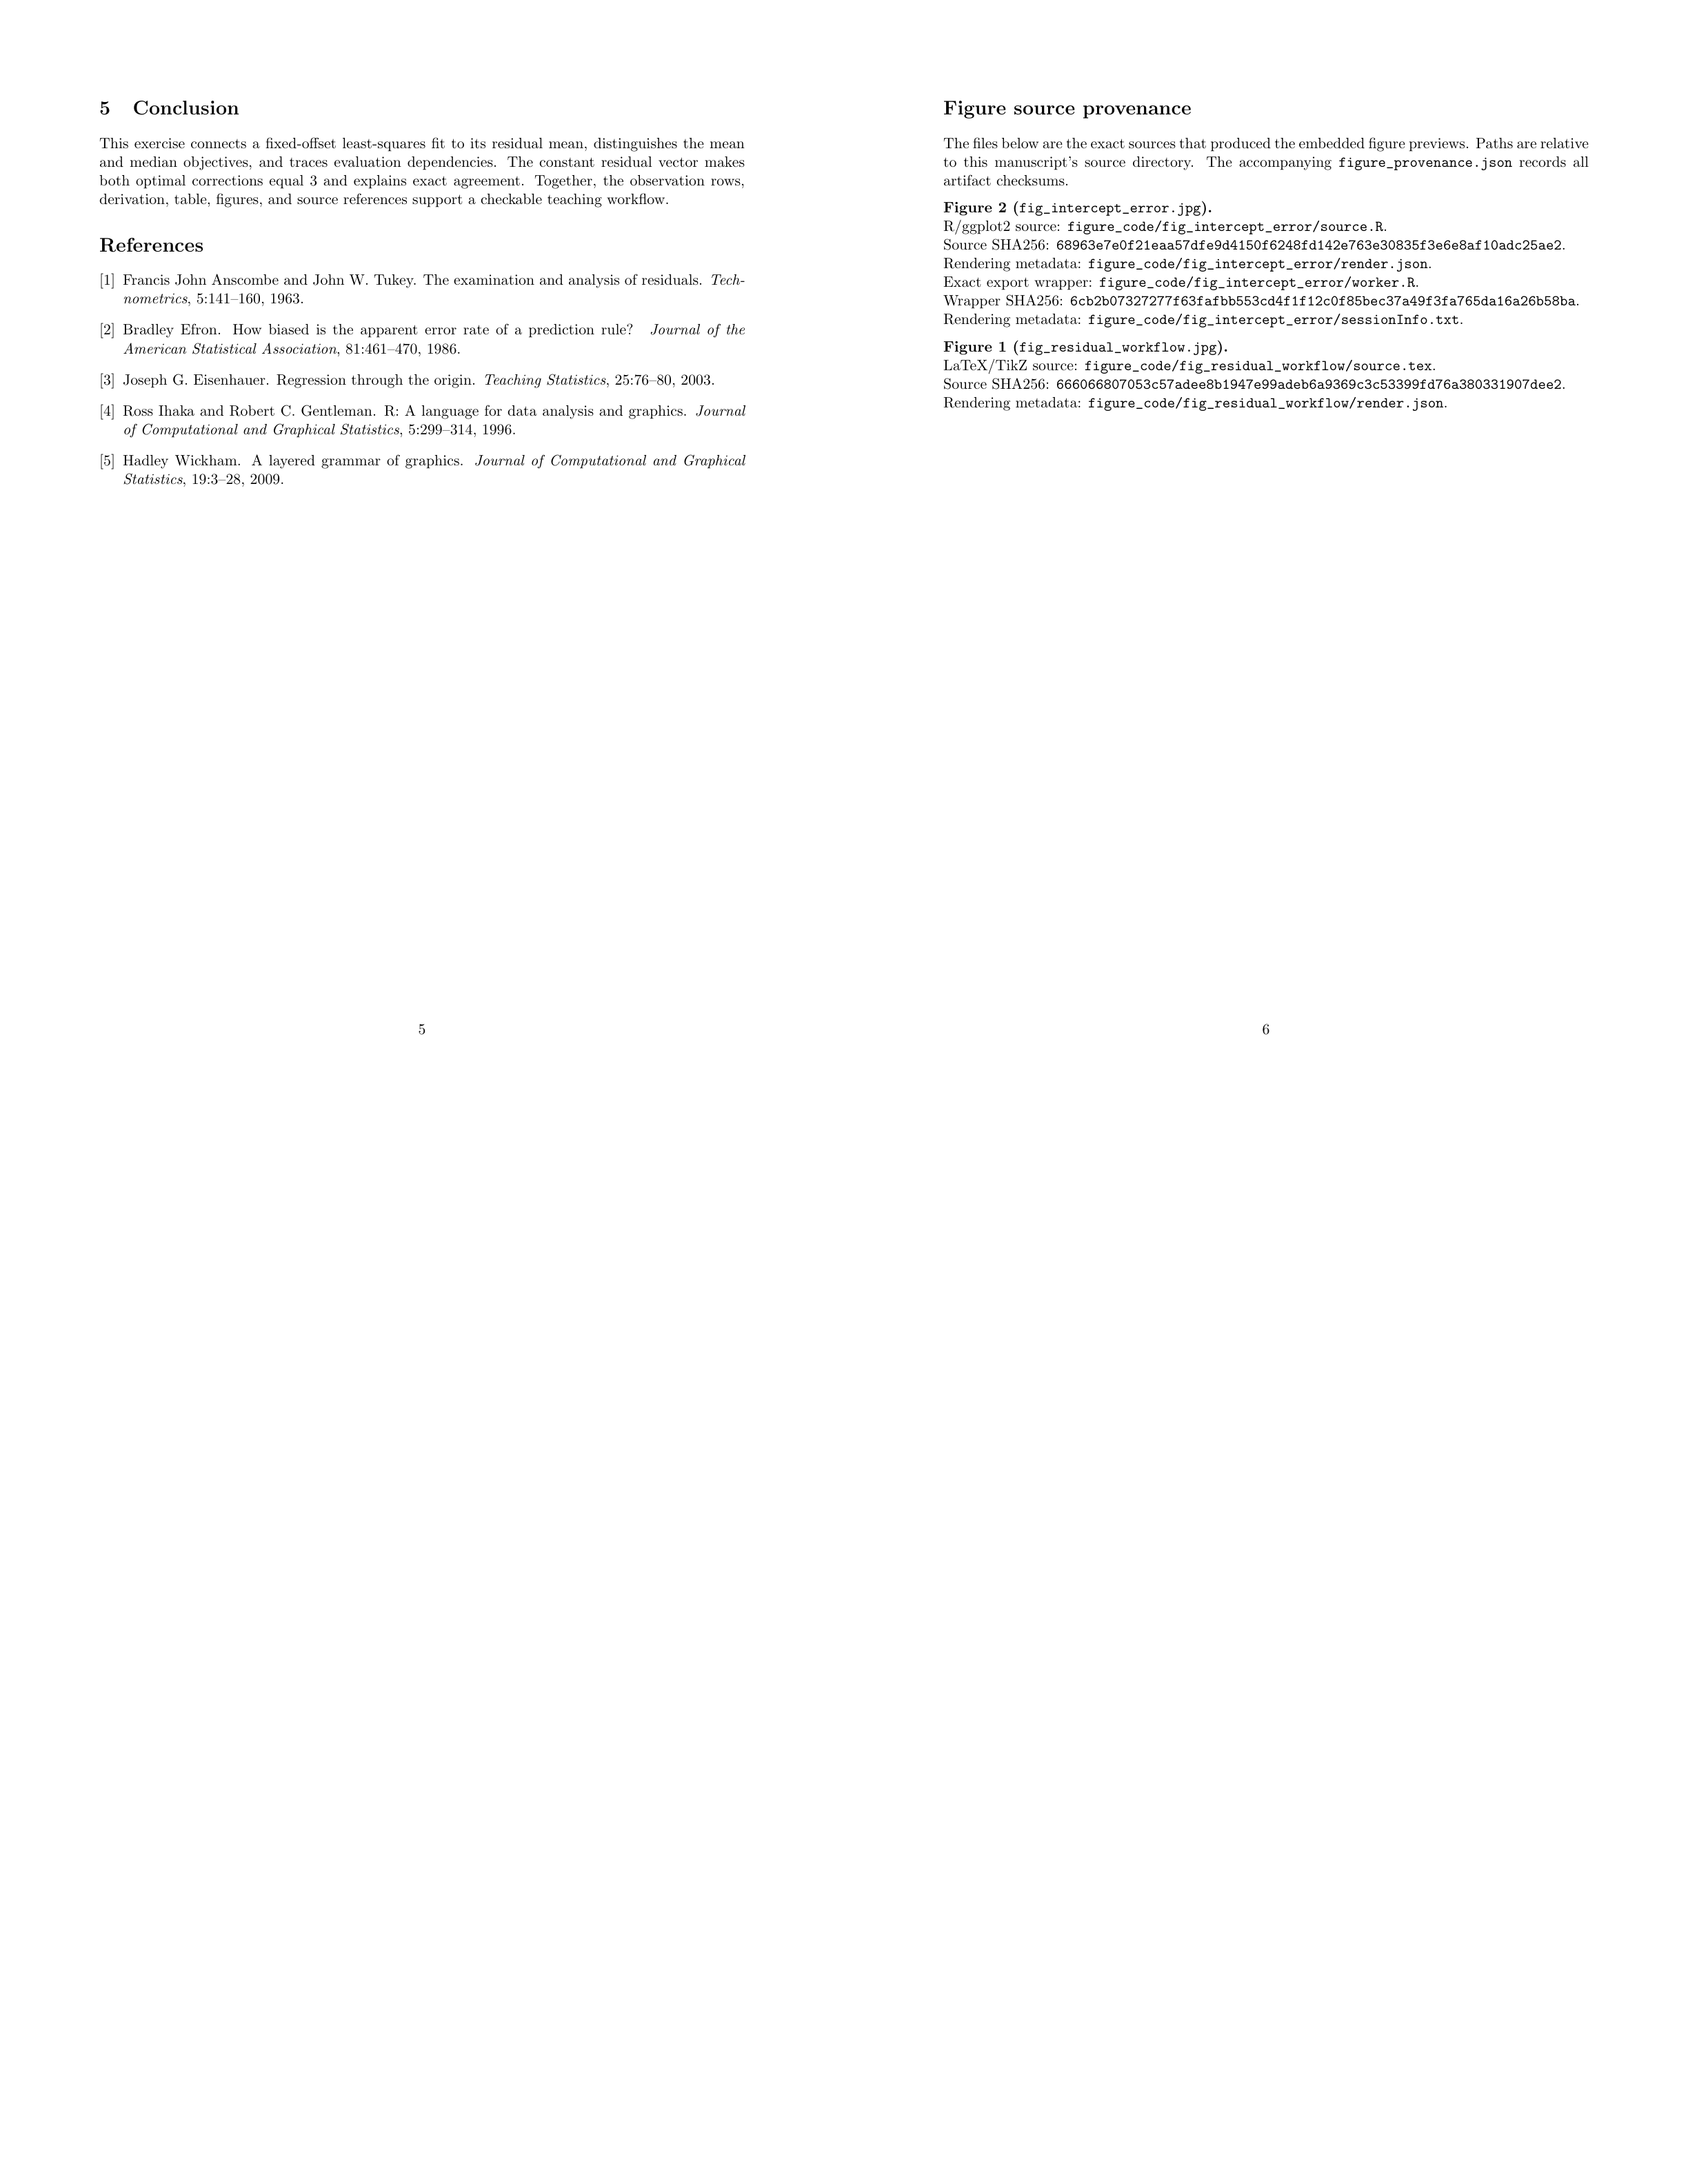 5 Conclusion
This exercise connects a fixed-offset least-squares fit to its residual mean, distinguishes the mean
and median objectives, and traces evaluation dependencies. The constant residual vector makes
both optimal corrections equal 3 and explains exact agreement. Together, the observation rows,
derivation, table, figures, and source references support a checkable teaching workflow.
References
[1] Francis John Anscombe and John W. Tukey. The examination and analysis of residuals. Tech-
nometrics, 5:141–160, 1963.
[2] Bradley Efron. How biased is the apparent error rate of a prediction rule? Journal of the
American Statistical Association, 81:461–470, 1986.
[3] Joseph G. Eisenhauer. Regression through the origin. Teaching Statistics, 25:76–80, 2003.
[4] Ross Ihaka and Robert C. Gentleman. R: A language for data analysis and graphics. Journal
of Computational and Graphical Statistics, 5:299–314, 1996.
[5] Hadley Wickham. A layered grammar of graphics. Journal of Computational and Graphical
Statistics, 19:3–28, 2009.
5
Figure source provenance
The files below are the exact sources that produced the embedded figure previews. Paths are relative
to this manuscript's source directory. The accompanying figure_provenance.json records all
artifact checksums.
Figure 2 (fig_intercept_error.jpg).
R/ggplot2 source: figure_code/fig_intercept_error/source.R.
Source SHA256: 68963e7e0f21eaa57dfe9d4150f6248fd142e763e30835f3e6e8af10adc25ae2.
Rendering metadata: figure_code/fig_intercept_error/render.json.
Exact export wrapper: figure_code/fig_intercept_error/worker.R.
Wrapper SHA256: 6cb2b07327277f63fafbb553cd4f1f12c0f85bec37a49f3fa765da16a26b58ba.
Rendering metadata: figure_code/fig_intercept_error/sessionInfo.txt.
Figure 1 (fig_residual_workflow.jpg).
LaTeX/TikZ source: figure_code/fig_residual_workflow/source.tex.
Source SHA256: 666066807053c57adee8b1947e99adeb6a9369c3c53399fd76a380331907dee2.
Rendering metadata: figure_code/fig_residual_workflow/render.json.
6